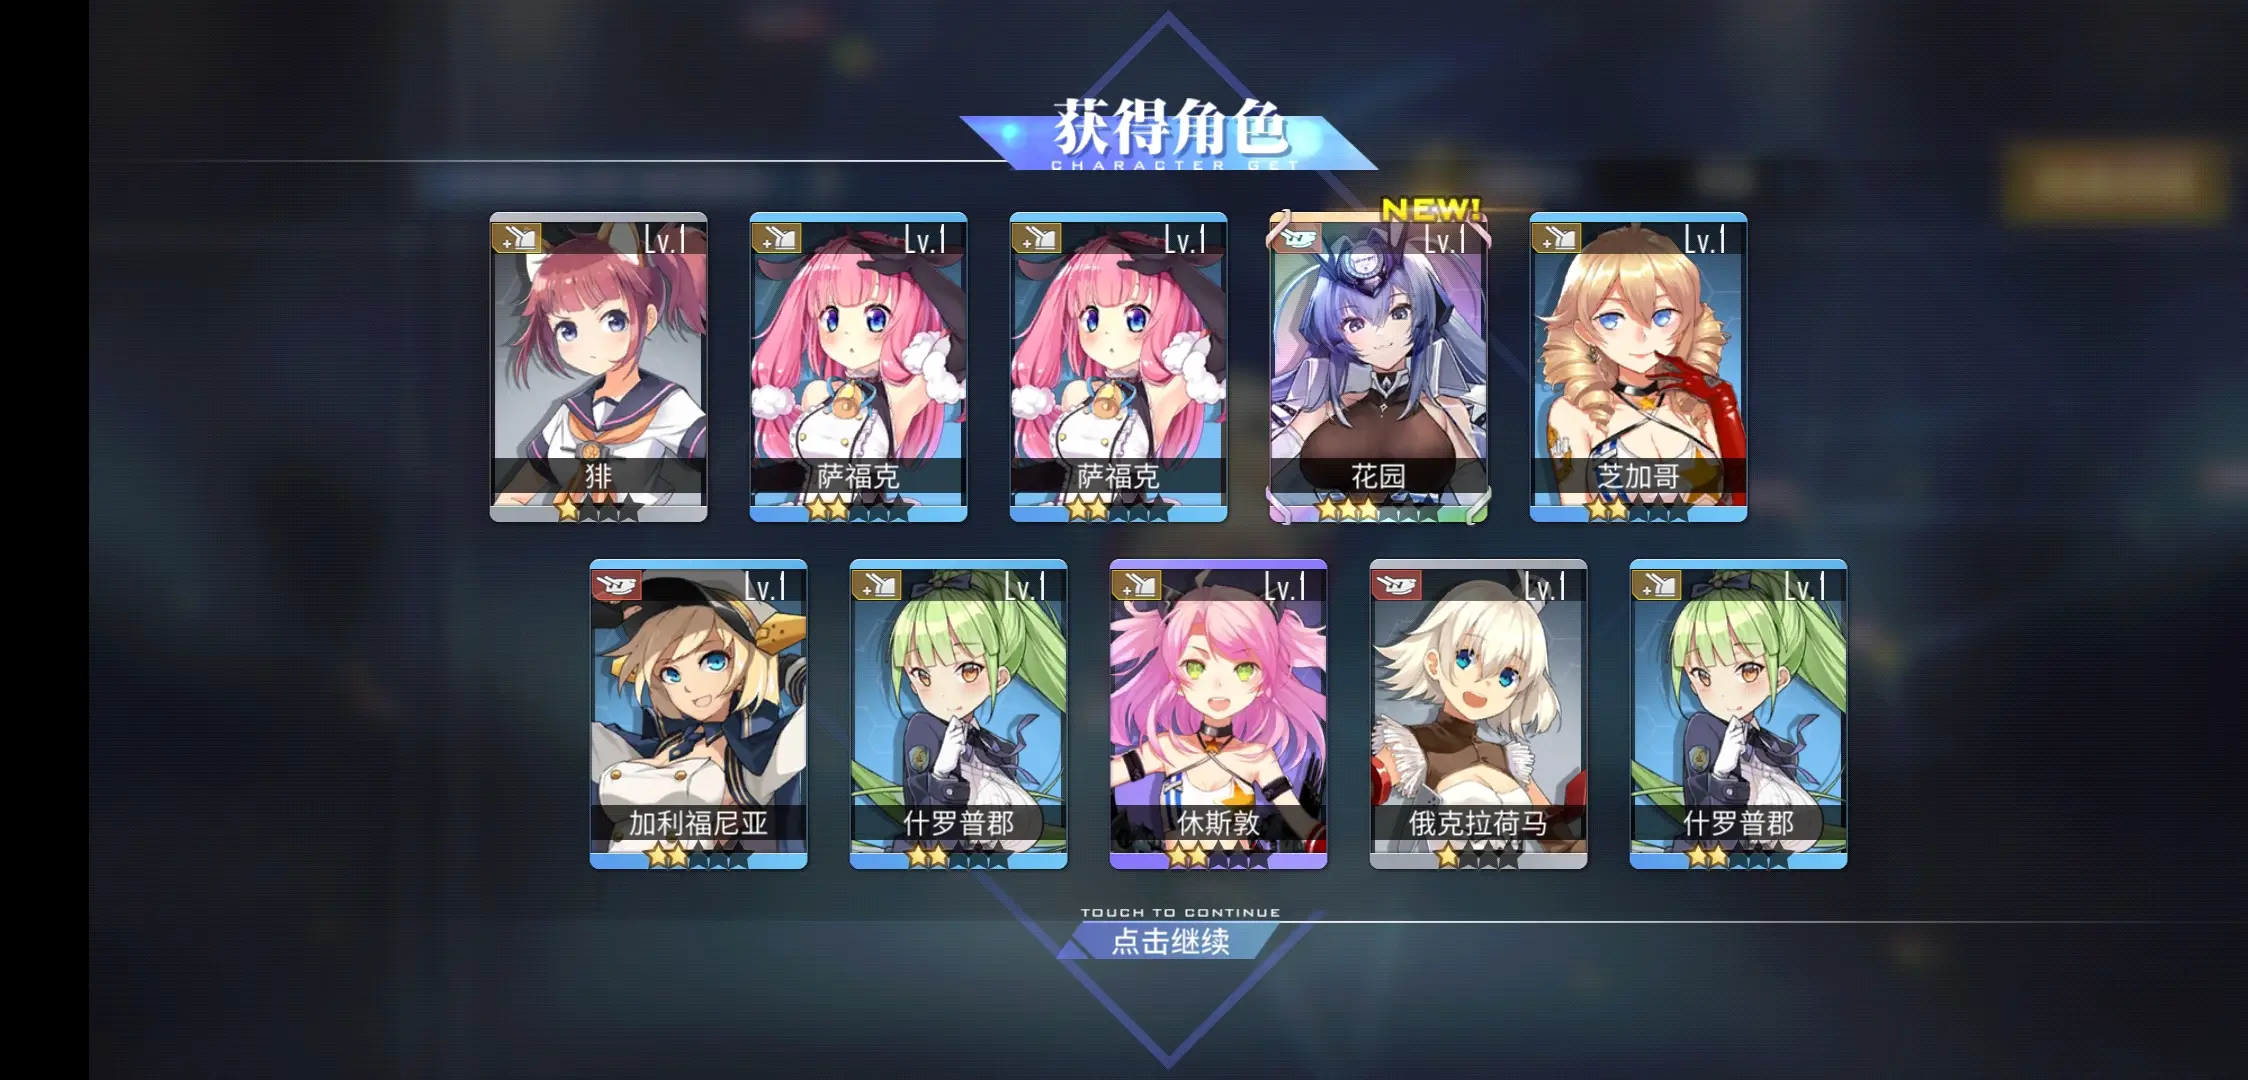 获得角色
CHARACTER GET
NEW!
Lv.1
Lv.1
Lv.1
Lv.1
Lv.1
狒
萨福克
萨福克
花园
芝加哥
Lv.1
Lv.1
Lv.1
Lv.1
Lv.1
加利福尼亚
什罗普郡
休斯敦
俄克拉荷马
什罗普郡
TOUCH TO CONTINUE
点击继续